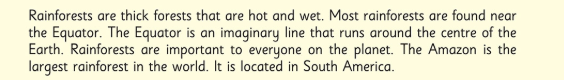 Rainforests are thick forests that are hot and wet. Most rainforests are found near
the Equator. The Equator is an imaginary line that runs around the centre of the
Earth. Rainforests are important to everyone on the planet. The Amazon is the
largest rainforest in the world. It is located in South America.